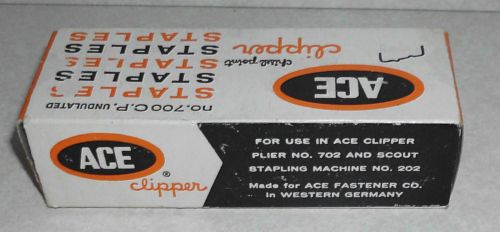 no. 700 C.P. UNDULATED
STAPLES
STAPLES
STAPLES
STAPLES
chisel point
clipper
ACE
ACE
®
clipper
FOR USE IN ACE CLIPPER
PLIER NO. 702 AND SCOUT
STAPLING MACHINE NO. 202
Made for ACE FASTENER CO.
in WESTERN GERMANY